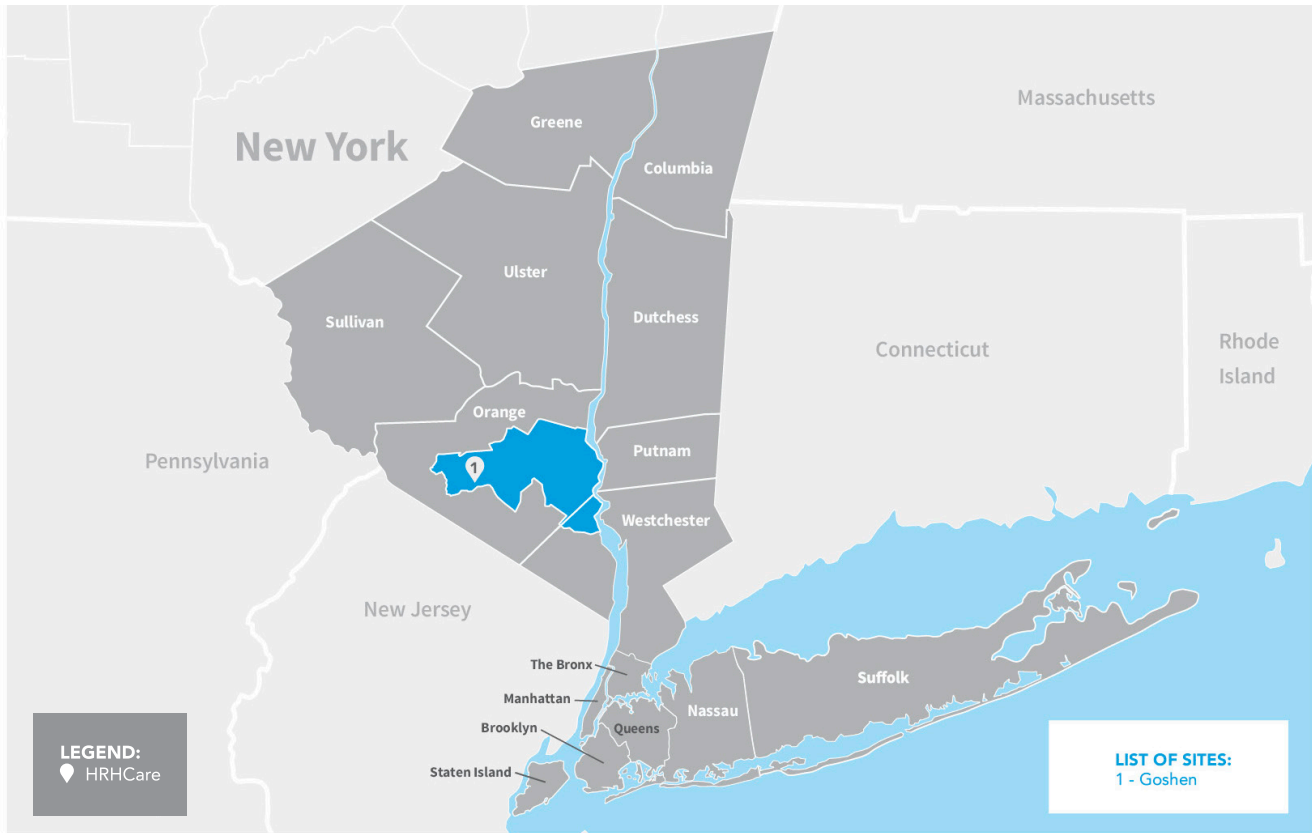 Massachusetts
Greene
New York
Columbia
Ulster
Dutchess
Sullivan
Connecticut
Rhode
Island
Orange
Putnam
Pennsylvania
1
Westchester
New Jersey
The Bronx
Suffolk
Manhattan
Nassau
Brooklyn
Queens
Staten Island
LEGEND:
HRHCare
LIST OF SITES:
1 - Goshen